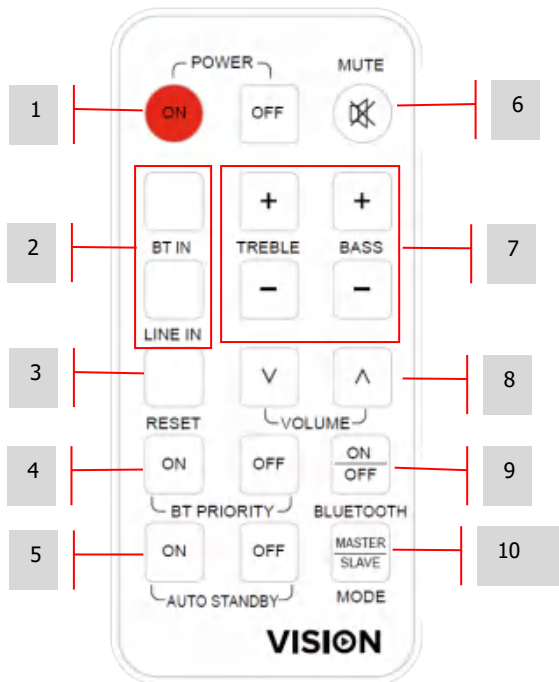 POWER MUTE
1 ON OFF 6
+ +
2 BT IN TREBLE BASS 7
− −
LINE IN
3 ∨ ∧ 8
RESET VOLUME
4 ON OFF ON
OFF 9
BT PRIORITY BLUETOOTH
5 ON OFF MASTER
SLAVE 10
AUTO STANDBY MODE
VISION